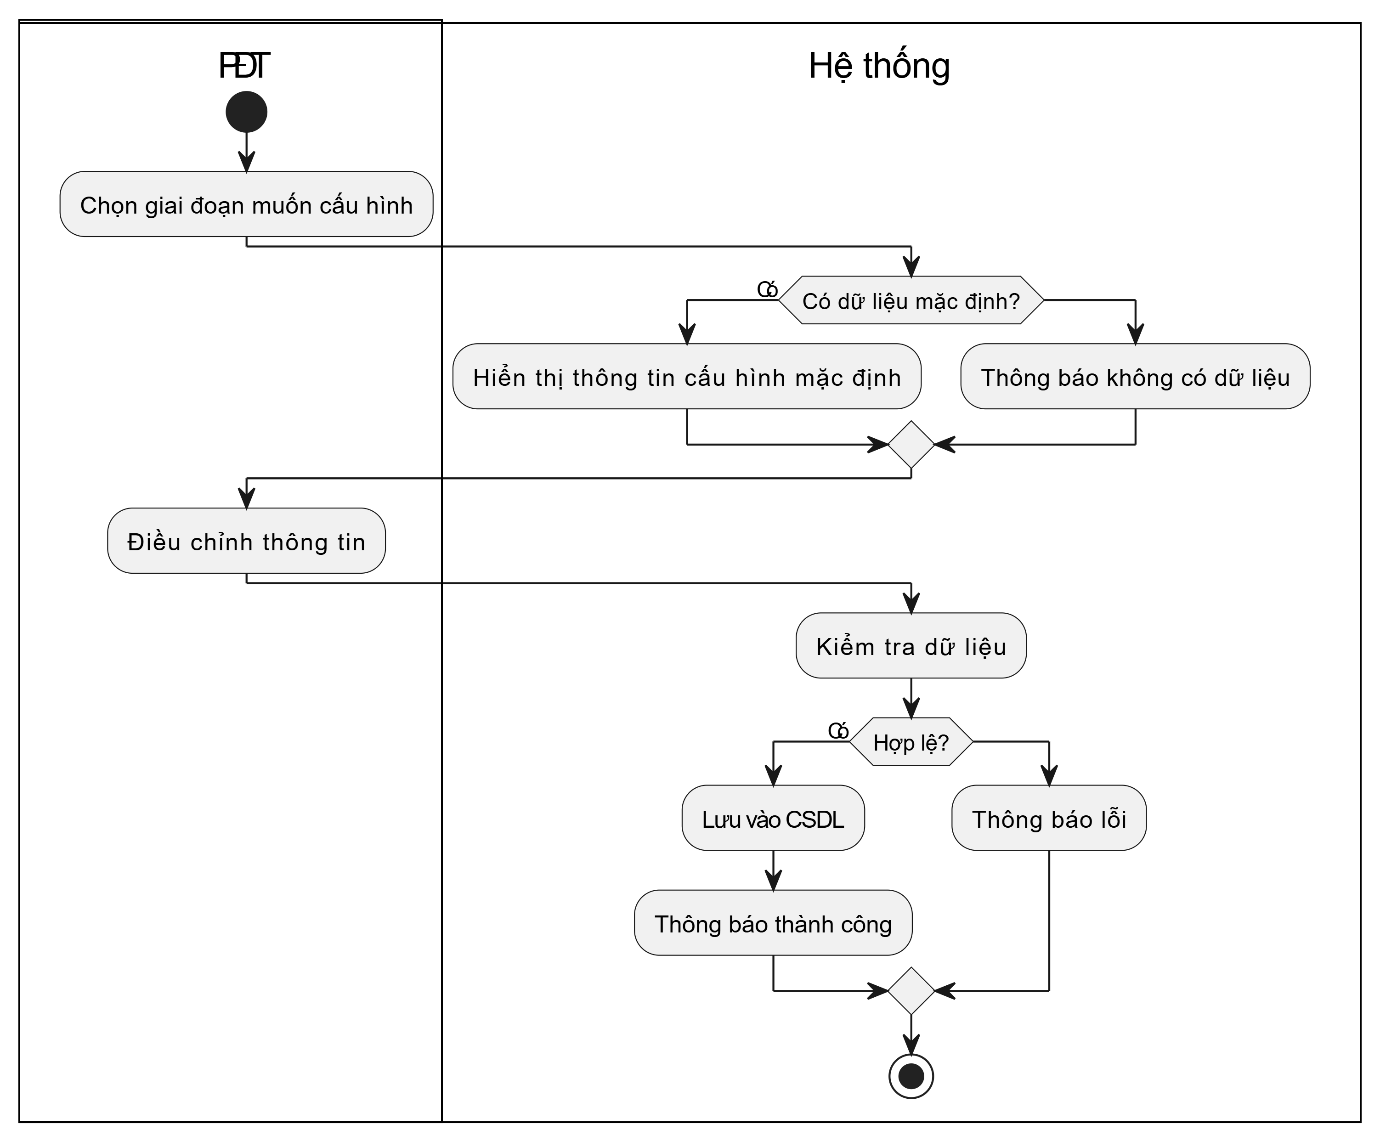 PĐT
Hệ thống
Chọn giai đoạn muốn cấu hình
Có
Có dữ liệu mặc định?
Hiển thị thông tin cấu hình mặc định
Thông báo không có dữ liệu
Điều chỉnh thông tin
Kiểm tra dữ liệu
Có
Hợp lệ?
Lưu vào CSDL
Thông báo lỗi
Thông báo thành công